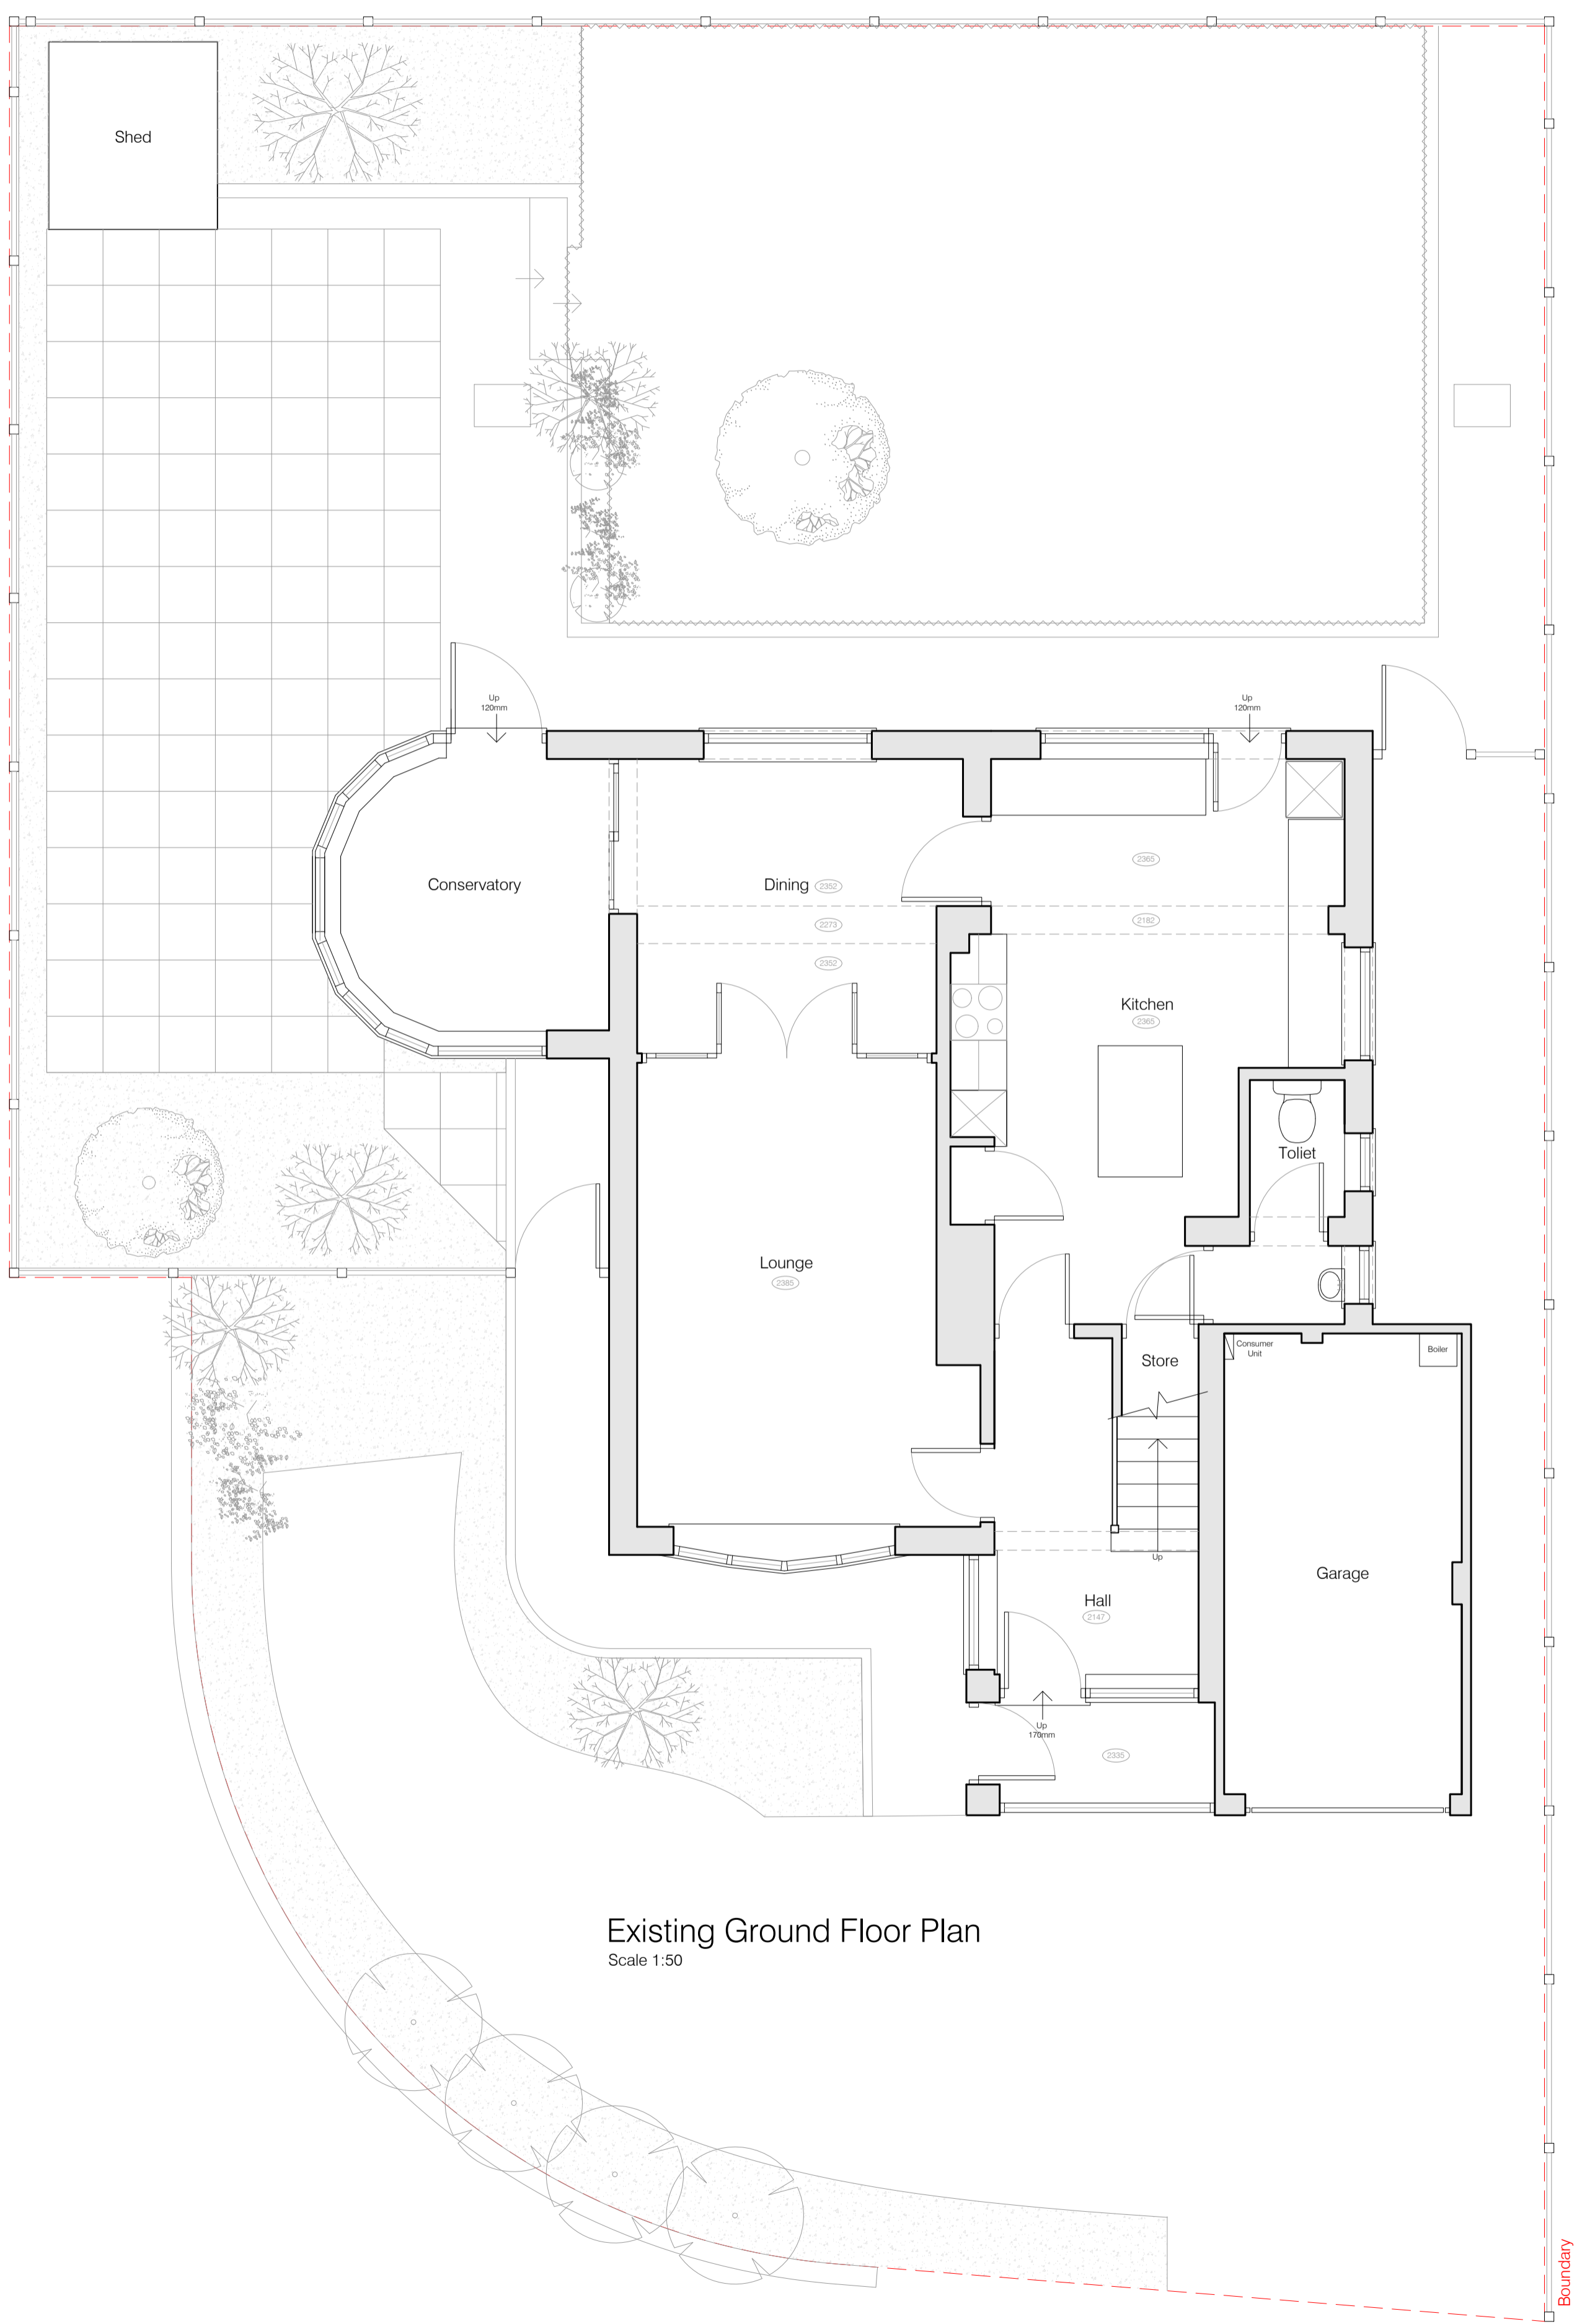 Shed
Up
120mm
Up
120mm
2365
Conservatory
Dining
2352
2182
2273
2352
Kitchen
2365
Toliet
Lounge
2385
Store
Consumer
Unit
Boiler
Up
Garage
Hall
2147
Up
170mm
2335
Existing Ground Floor Plan
Scale 1:50
Boundary